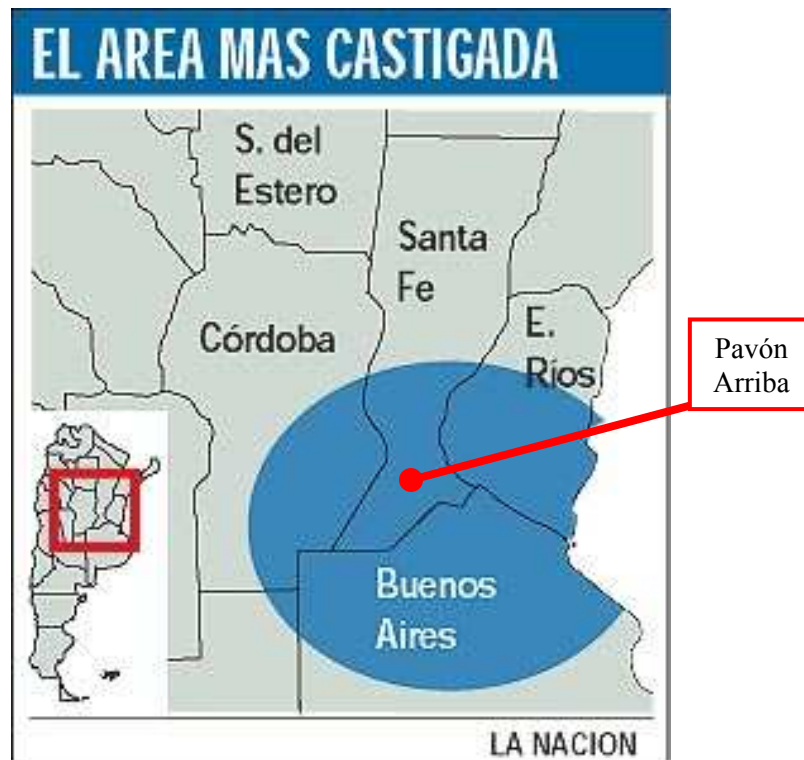 EL AREA MAS CASTIGADA
S. del
Estero
Santa
Fe
Córdoba
E.
Ríos
Pavón
Arriba
Buenos
Aires
LA NACION